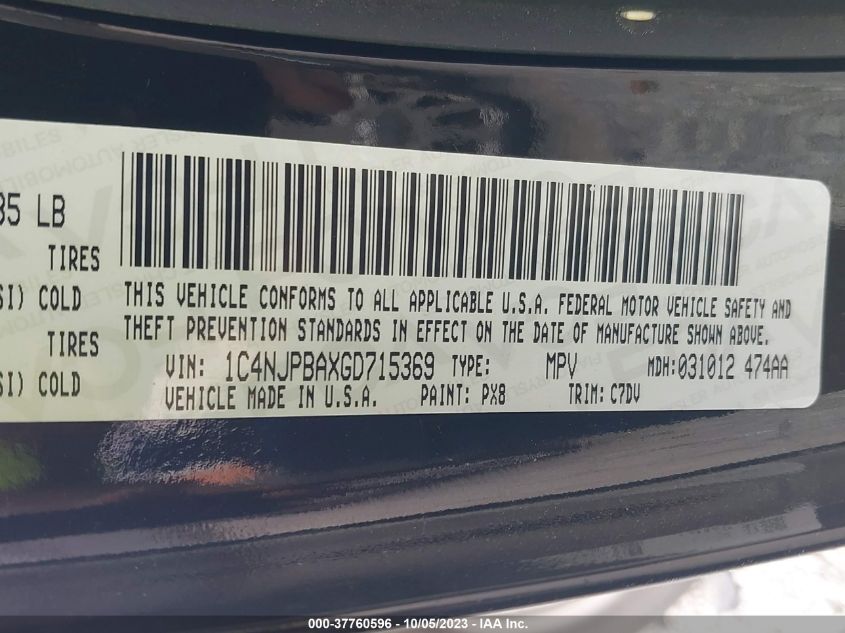 85 LB
TIRES
SI) COLD
TIRES
SI) COLD
THIS VEHICLE CONFORMS TO ALL APPLICABLE U.S.A. FEDERAL MOTOR VEHICLE SAFETY AND
THEFT PREVENTION STANDARDS IN EFFECT ON THE DATE OF MANUFACTURE SHOWN ABOVE.
VIN: 1C4NJPBAXGD715369 TYPE: MPV MDH:031012 474AA
VEHICLE MADE IN U.S.A. PAINT: PX8 TRIM: C7DV
000-37760596 - 10/05/2023 - IAA Inc.